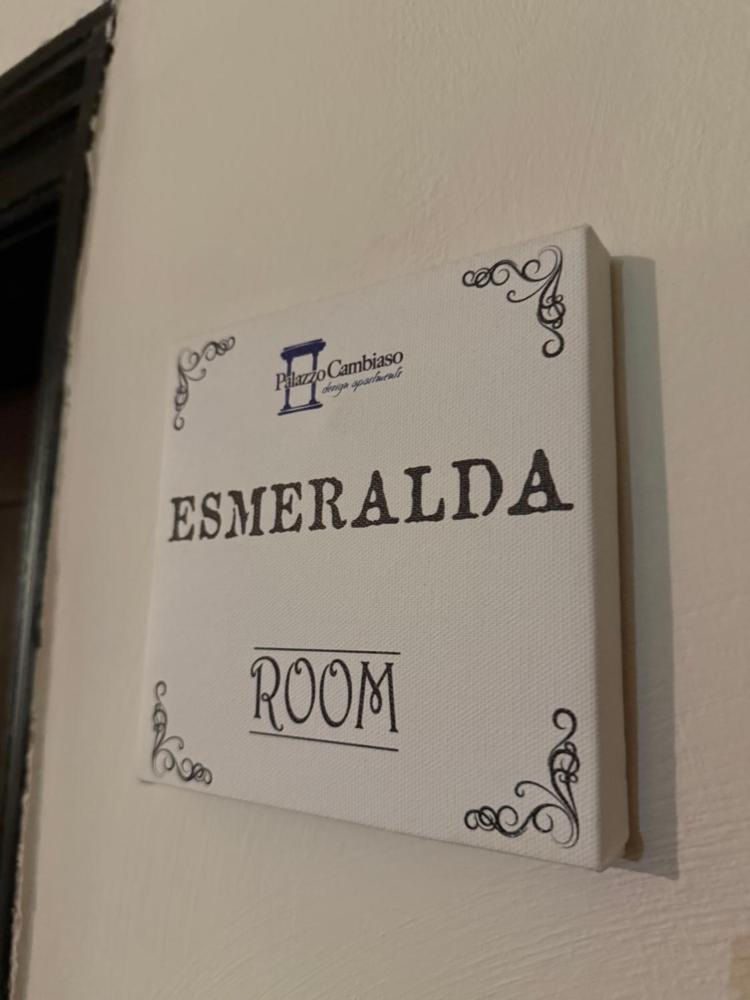 Palazzo Cambiaso
design apartments
ESMERALDA
ROOM